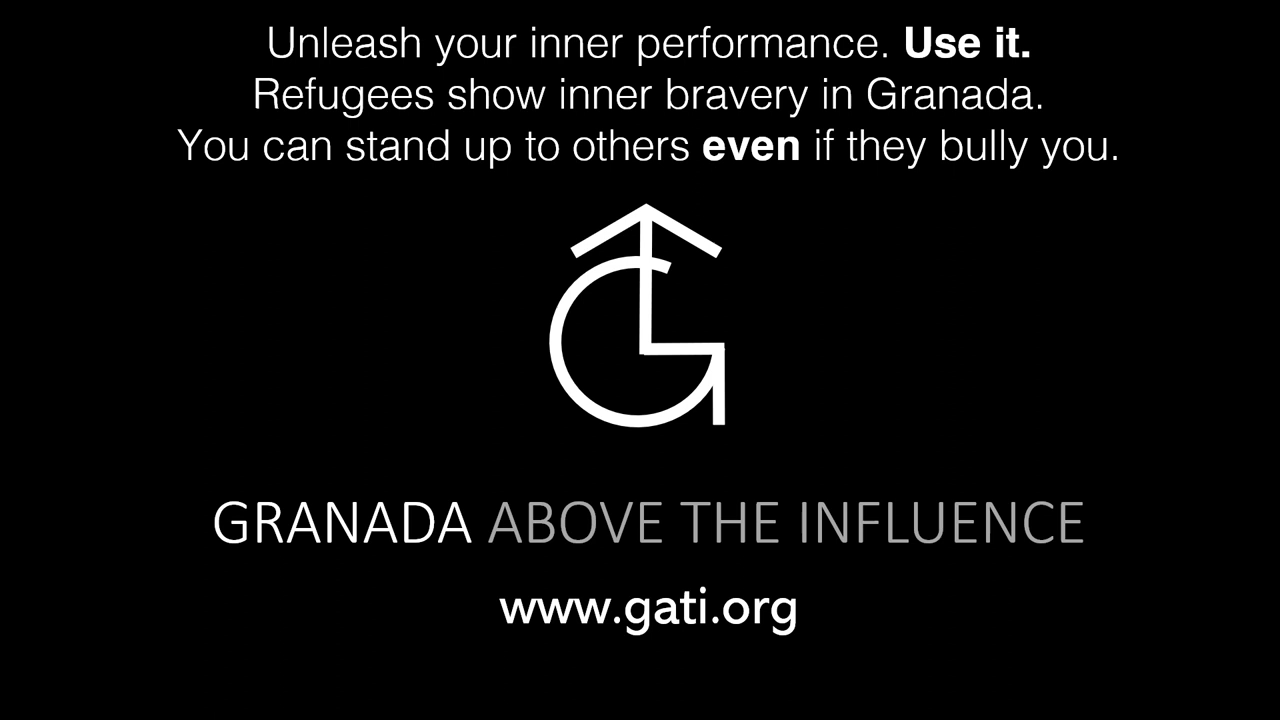 Unleash your inner performance. Use it.
Refugees show inner bravery in Granada.
You can stand up to others even if they bully you.
GRANADA ABOVE THE INFLUENCE
www.gati.org